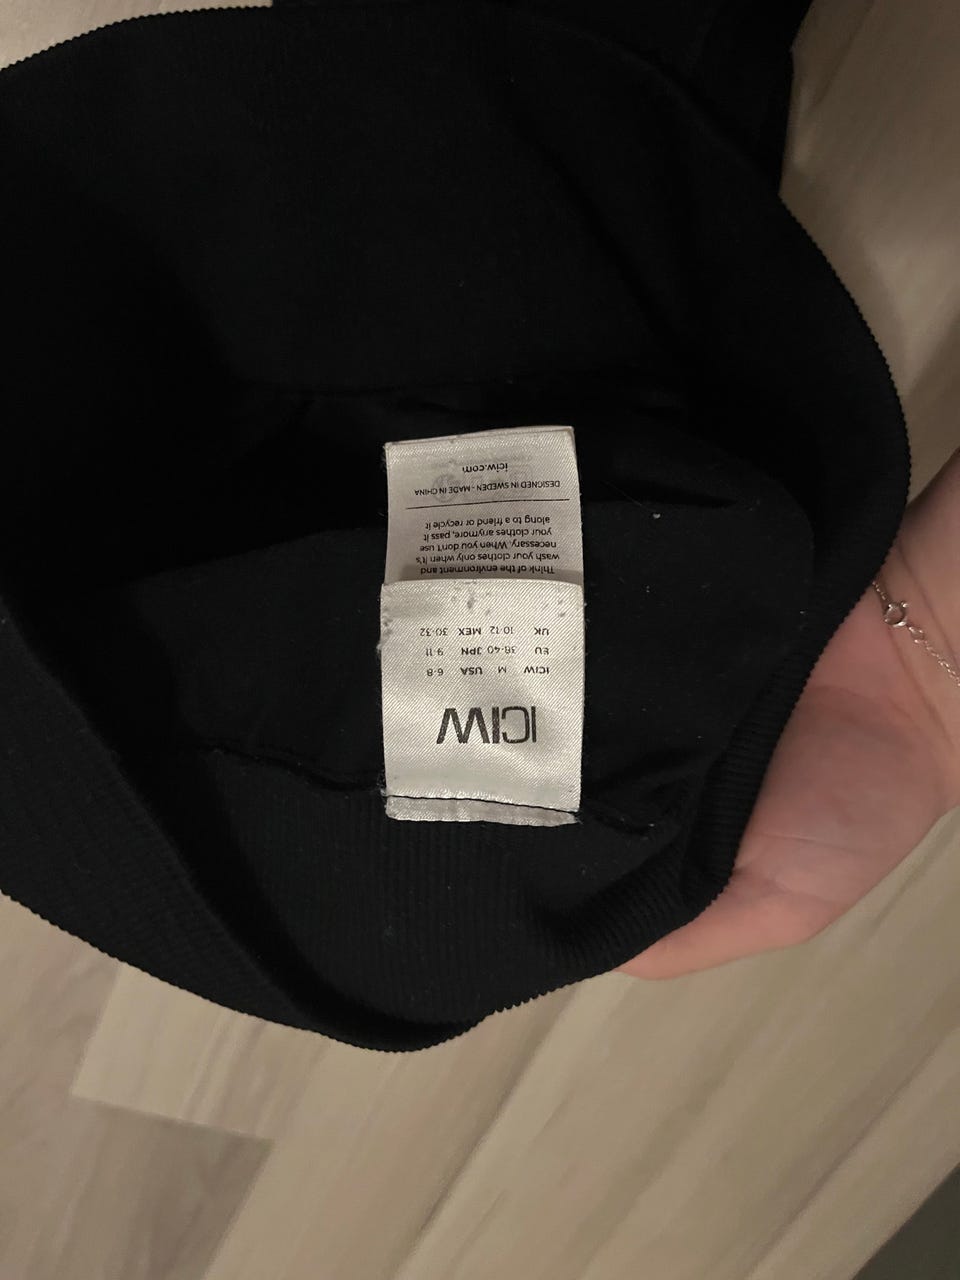 ICIW
ICIW M USA 6-8
EU 38-40 JPN 9-11
UK 10-12 MEX 30-32
Think of the environment and
wash your clothes only when it's
necessary. When you don't use
your clothes anymore, pass it
along to a friend or recycle it
DESIGNED IN SWEDEN - MADE IN CHINA
iciw.com